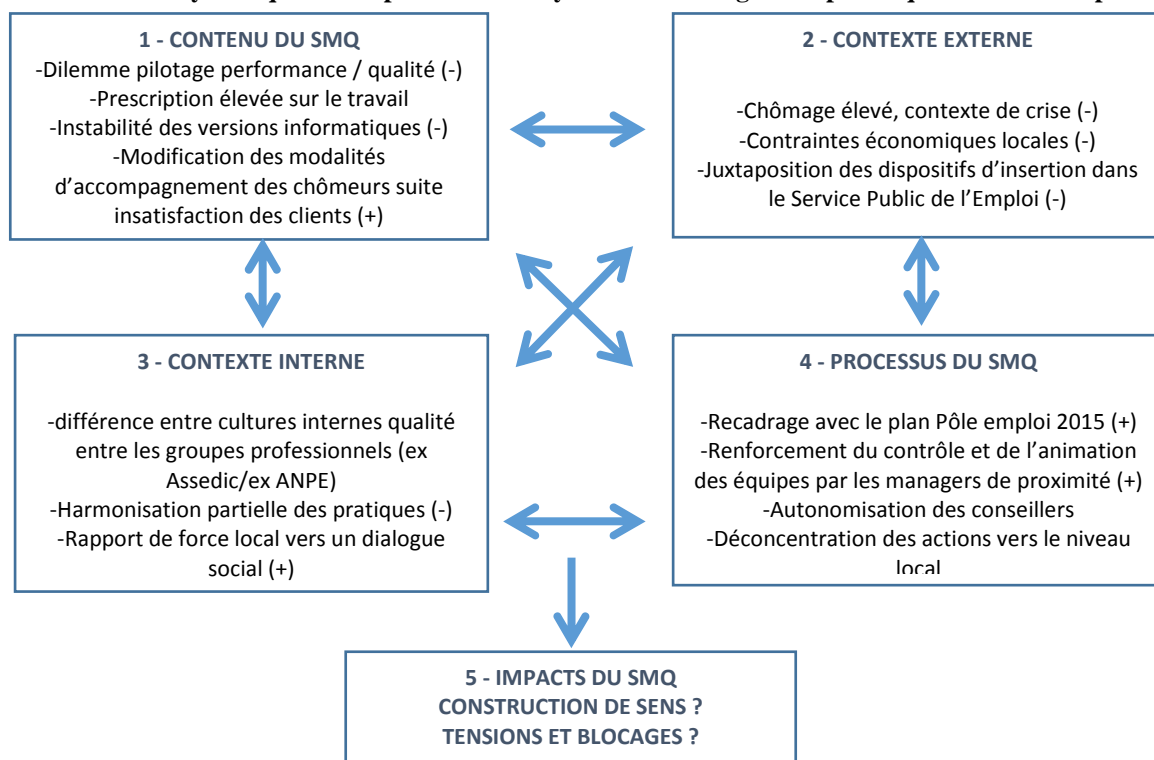 1 - CONTENU DU SMQ
-Dilemme pilotage performance / qualité (-)
-Prescription élevée sur le travail
-Instabilité des versions informatiques (-)
-Modification des modalités
d’accompagnement des chômeurs suite
insatisfaction des clients (+)
2 - CONTEXTE EXTERNE
-Chômage élevé, contexte de crise (-)
-Contraintes économiques locales (-)
-Juxtaposition des dispositifs d’insertion dans
le Service Public de l’Emploi (-)
3 - CONTEXTE INTERNE
-différence entre cultures internes qualité
entre les groupes professionnels (ex
Assedic/ex ANPE)
-Harmonisation partielle des pratiques (-)
-Rapport de force local vers un dialogue
social (+)
4 - PROCESSUS DU SMQ
-Recadrage avec le plan Pôle emploi 2015 (+)
-Renforcement du contrôle et de l’animation
des équipes par les managers de proximité (+)
-Autonomisation des conseillers
-Déconcentration des actions vers le niveau
local
5 - IMPACTS DU SMQ
CONSTRUCTION DE SENS ?
TENSIONS ET BLOCAGES ?